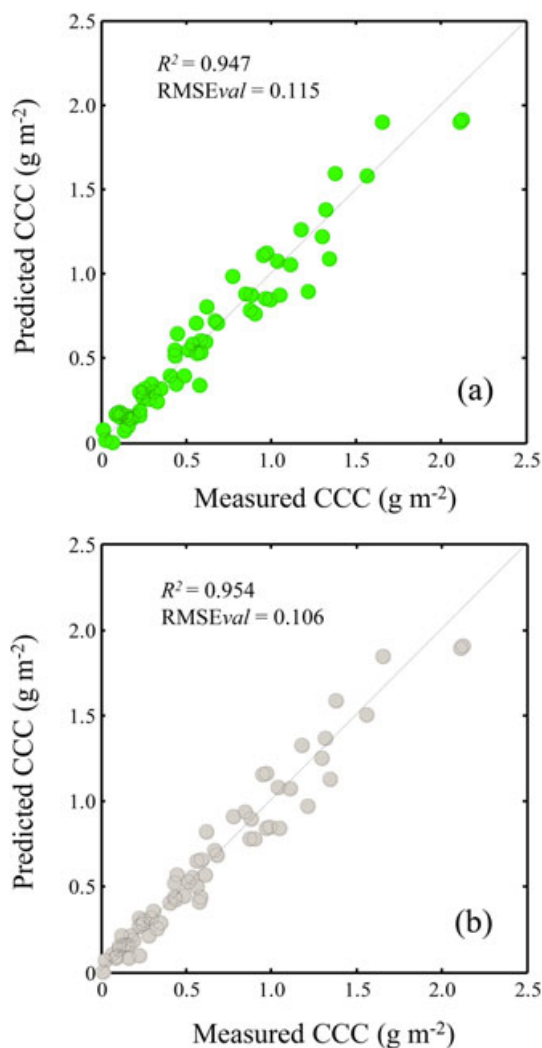 2.5
R² = 0.947
RMSEval = 0.115
2.0
1.5
1.0
0.5
0
Predicted CCC (g m⁻²)
(a)
0.5 1.0 1.5 2.0 2.5
Measured CCC (g m⁻²)
2.5
R² = 0.954
RMSEval = 0.106
2.0
1.5
1.0
0.5
0
Predicted CCC (g m⁻²)
(b)
0.5 1.0 1.5 2.0 2.5
Measured CCC (g m⁻²)